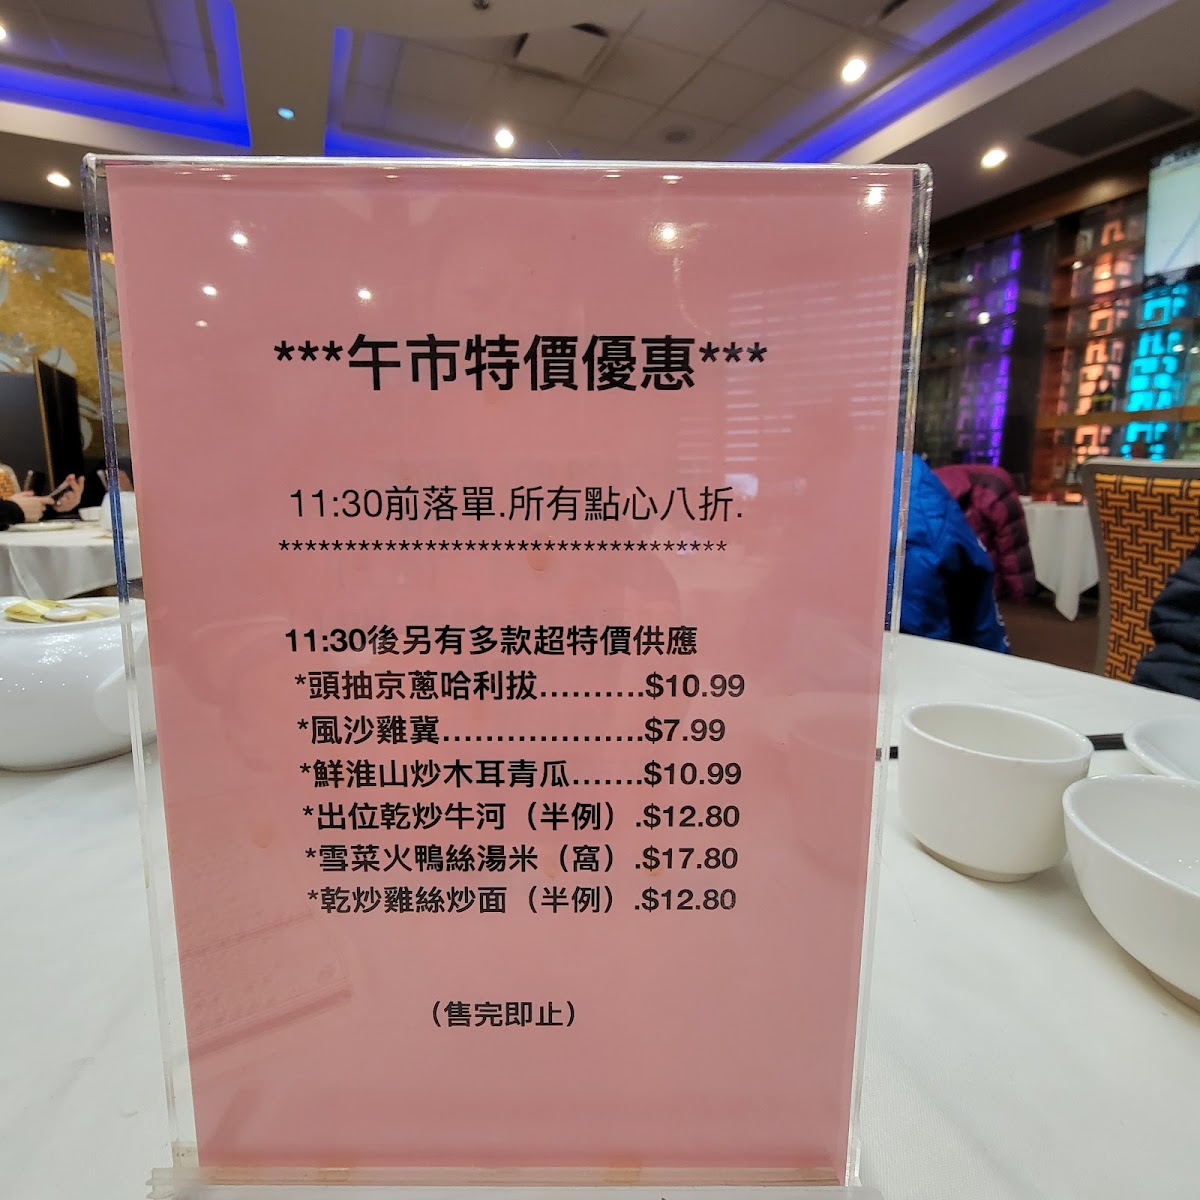 ***午市特價優惠***
11:30前落單.所有點心八折.
**********************************
11:30後另有多款超特價供應
*頭抽京蔥哈利拔..........$10.99
*風沙雞冀...................$7.99
*鮮淮山炒木耳青瓜.......$10.99
*出位乾炒牛河（半例）.$12.80
*雪菜火鴨絲湯米（窩）.$17.80
*乾炒雞絲炒面（半例）.$12.80
（售完即止）